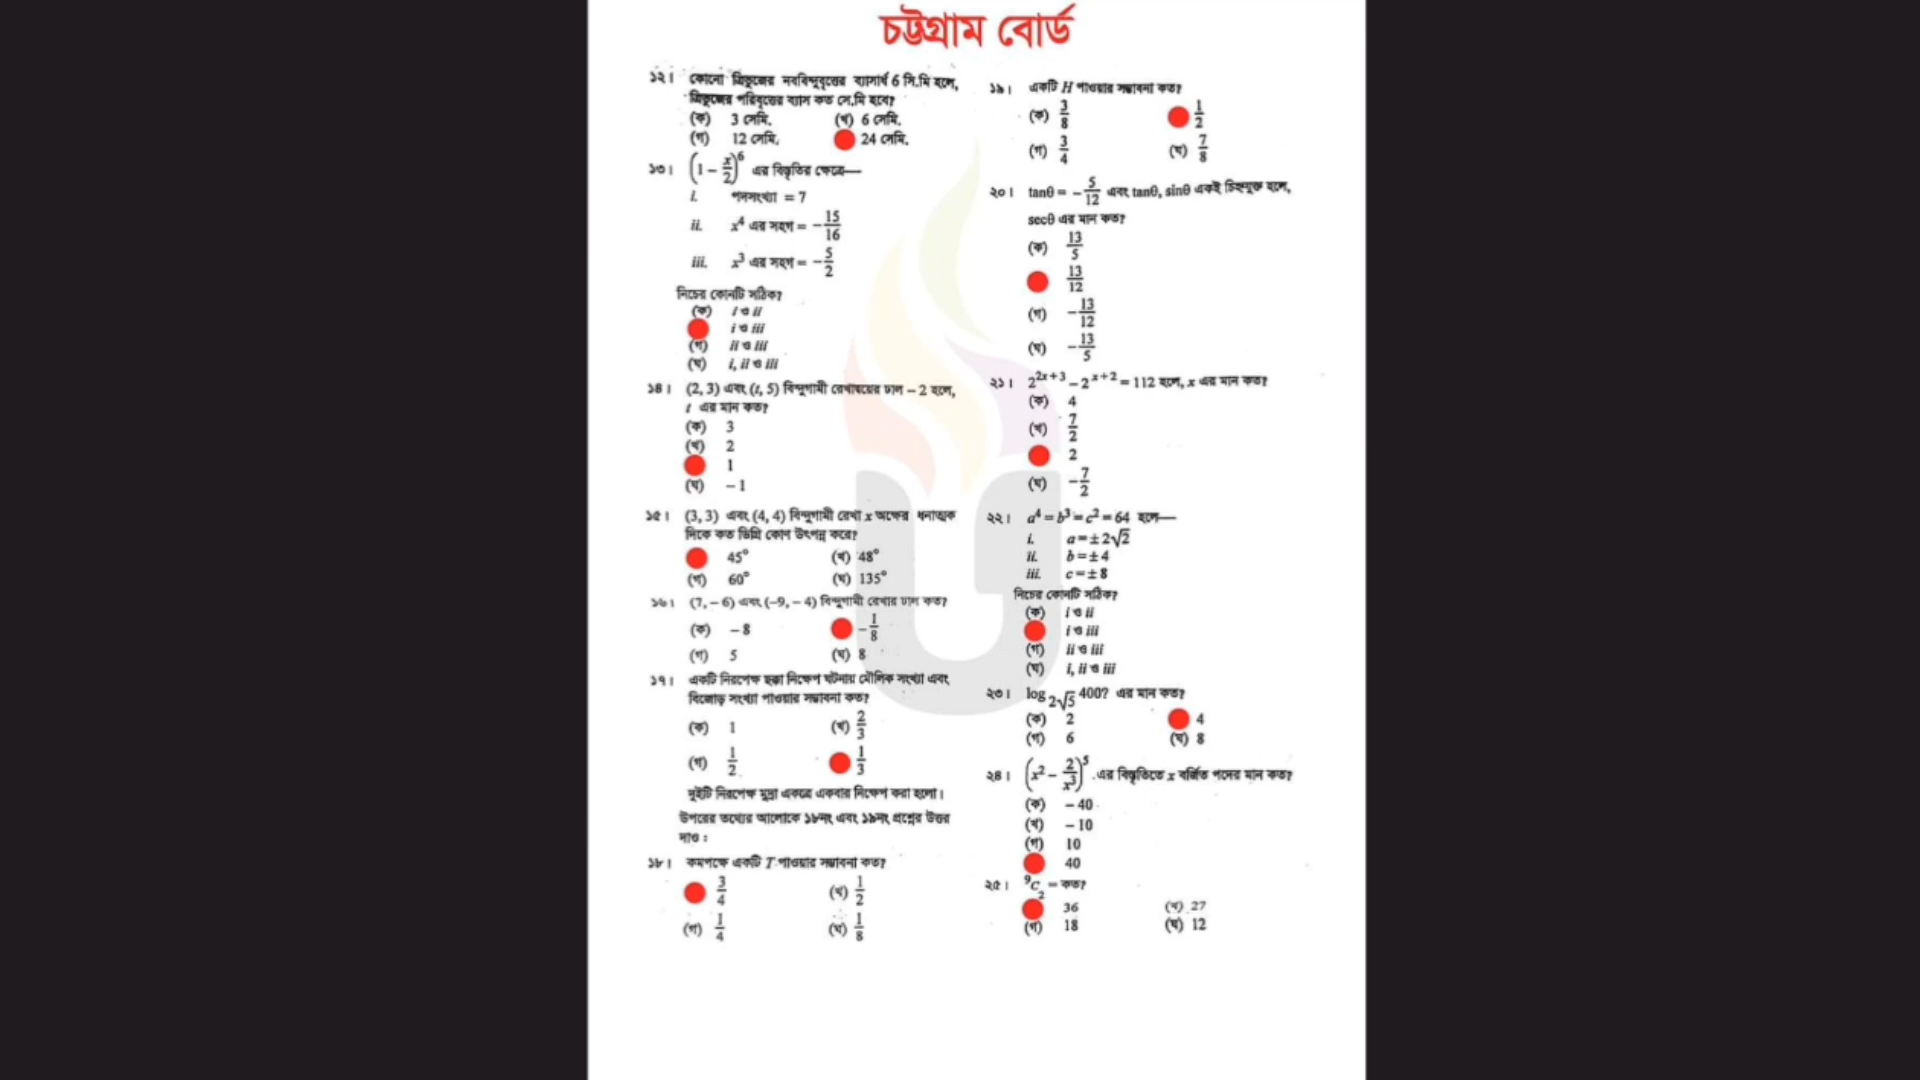 চট্টগ্রাম বোর্ড
১২। কোনো ত্রিভুজের নববিন্দুবৃত্তের ব্যাসার্ধ 6 সি.মি হলে,
ত্রিভুজের পরিবৃত্তের ব্যাস কত সে.মি হবে?
(ক) 3 সেমি. (খ) 6 সেমি.
(গ) 12 সেমি. 24 সেমি.
১৩। (1 – x/2)^6 এর বিস্তৃতির ক্ষেত্রে—
i. পদসংখ্যা = 7
ii. x^4 এর সহগ = –15/16
iii. x^3 এর সহগ = –5/2
নিচের কোনটি সঠিক?
(ক) i ও ii
i ও iii
(গ) ii ও iii
(ঘ) i, ii ও iii
১৪। (2, 3) এবং (t, 5) বিন্দুগামী রেখাদ্বয়ের ঢাল – 2 হলে,
t এর মান কত?
(ক) 3
(খ) 2
1
(ঘ) – 1
১৫। (3, 3) এবং (4, 4) বিন্দুগামী রেখা x অক্ষের ধনাত্মক
দিকে কত ডিগ্রি কোণ উৎপন্ন করে?
45° (খ) 48°
(গ) 60° (ঘ) 135°
১৬। (7, – 6) এবং (–9, – 4) বিন্দুগামী রেখার ঢাল কত?
(ক) – 8 –1/8
(গ) 5 (ঘ) 8
১৭। একটি নিরপেক্ষ ছক্কা নিক্ষেপ ঘটনায় মৌলিক সংখ্যা এবং
বিজোড় সংখ্যা পাওয়ার সম্ভাবনা কত?
(ক) 1 (খ) 2/3
(গ) 1/2 1/3
দুইটি নিরপেক্ষ মুদ্রা একত্রে একবার নিক্ষেপ করা হলো।
উপরের তথ্যের আলোকে ১৮নং এবং ১৯নং প্রশ্নের উত্তর
দাও :
১৮। কমপক্ষে একটি T পাওয়ার সম্ভাবনা কত?
3/4 (খ) 1/2
(গ) 1/4 (ঘ) 1/8
১৯। একটি H পাওয়ার সম্ভাবনা কত?
(ক) 3/8 1/2
(গ) 3/4 (ঘ) 7/8
২০। tanθ = –5/12 এবং tanθ, sinθ একই চিহ্নযুক্ত হলে,
secθ এর মান কত?
(ক) 13/5
13/12
(গ) –13/12
(ঘ) –13/5
২১। 2^(2x+3) – 2^(x+2) = 112 হলে, x এর মান কত?
(ক) 4
(খ) 7/2
2
(ঘ) –7/2
২২। a^4 = b^3 = c^2 = 64 হলে—
i. a = ± 2√2
ii. b = ± 4
iii. c = ± 8
নিচের কোনটি সঠিক?
(ক) i ও ii
i ও iii
(গ) ii ও iii
(ঘ) i, ii ও iii
২৩। log_2√5 400? এর মান কত?
(ক) 2 4
(গ) 6 (ঘ) 8
২৪। (x^2 – 2/x^3)^5 এর বিস্তৃতিতে x বর্জিত পদের মান কত?
(ক) – 40
(খ) – 10
(গ) 10
40
২৫। ⁹C₂ = কত?
36 (খ) 27
(গ) 18 (ঘ) 12